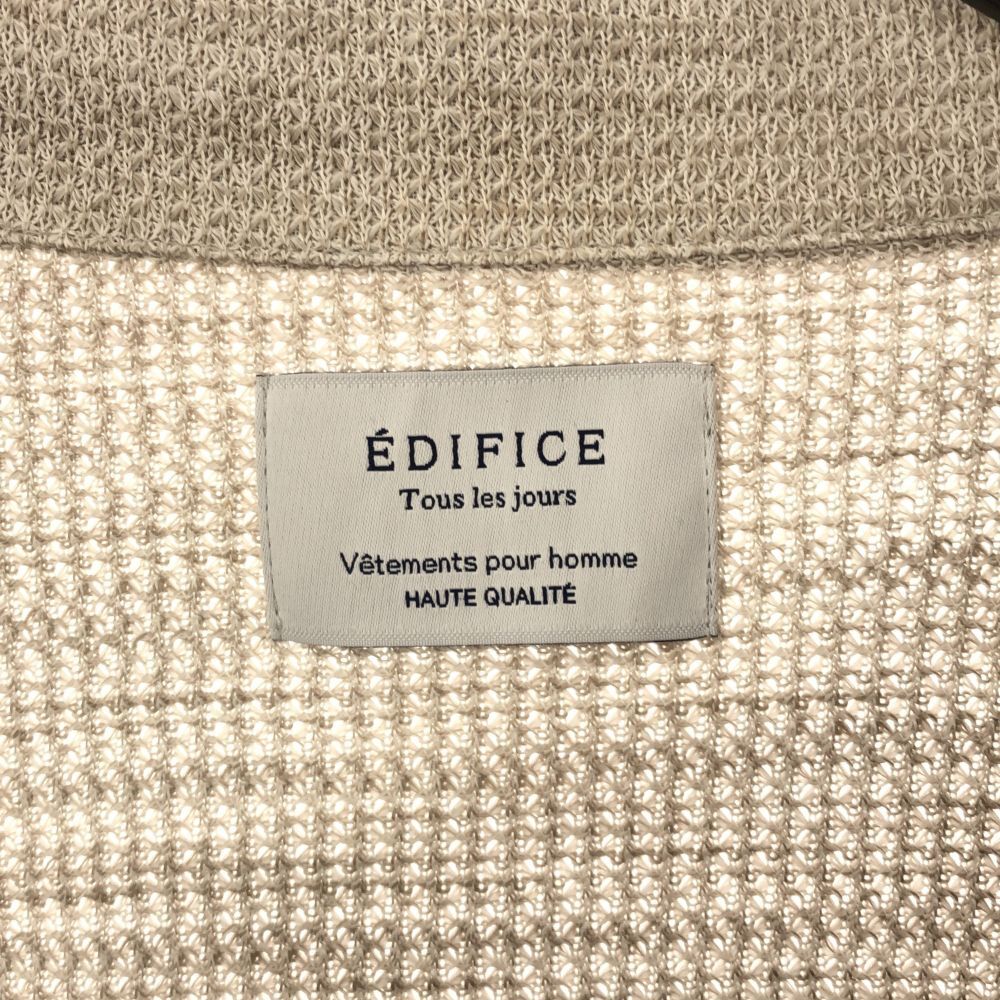 ÉDIFICE
Tous les jours
Vêtements pour homme
HAUTE QUALITÉ